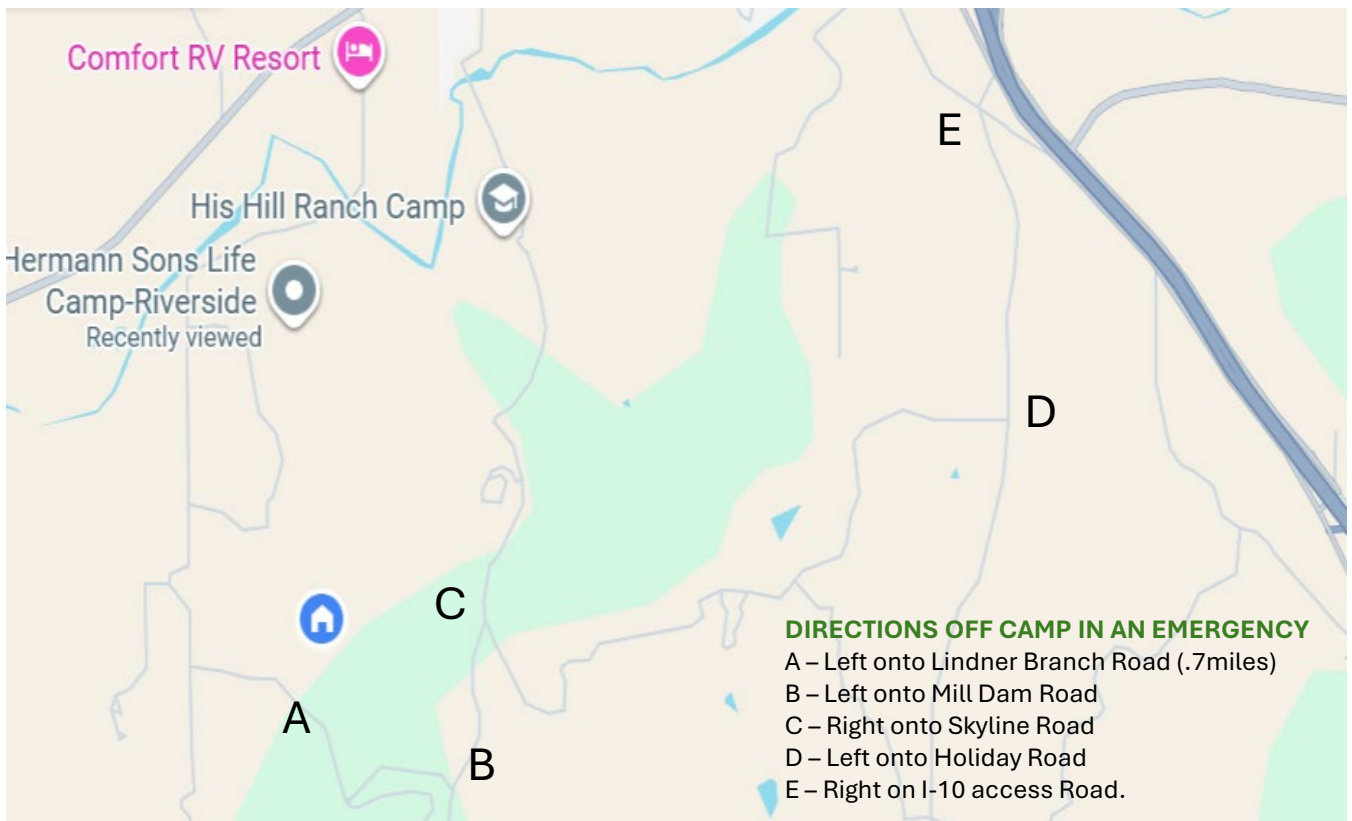 Comfort RV Resort
E
His Hill Ranch Camp
Hermann Sons Life
Camp-Riverside
Recently viewed
D
C
A
B
DIRECTIONS OFF CAMP IN AN EMERGENCY
A – Left onto Lindner Branch Road (.7miles)
B – Left onto Mill Dam Road
C – Right onto Skyline Road
D – Left onto Holiday Road
E – Right on I-10 access Road.